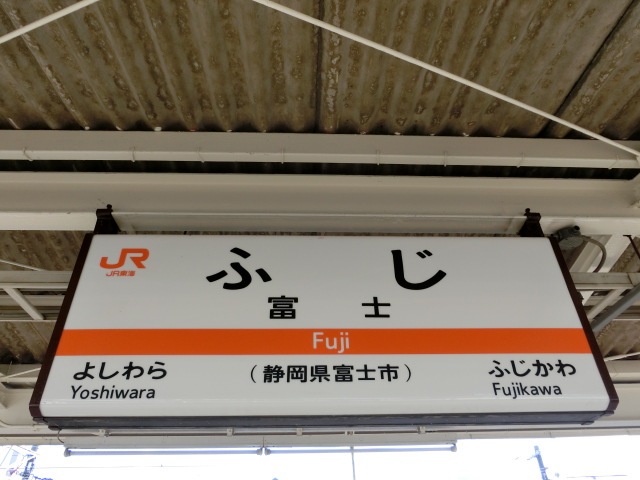 JR
JR東海
ふじ
富士
Fuji
よしわら
Yoshiwara
（静岡県富士市）
ふじかわ
Fujikawa